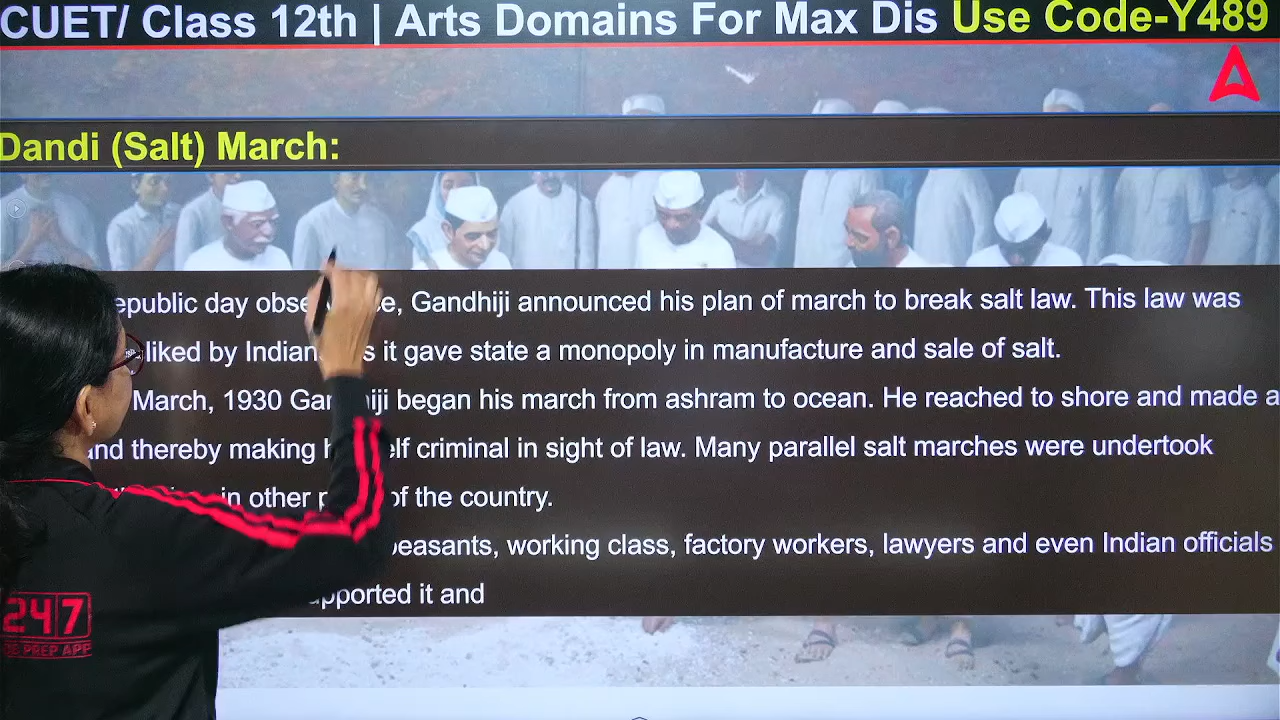 CUET/ Class 12th | Arts Domains For Max Dis Use Code-Y489
Dandi (Salt) March:
epublic day obse e, Gandhiji announced his plan of march to break salt law. This law was
liked by Indian s it gave state a monopoly in manufacture and sale of salt.
March, 1930 Gan hiji began his march from ashram to ocean. He reached to shore and made a
and thereby making h elf criminal in sight of law. Many parallel salt marches were undertook
in other p of the country.
peasants, working class, factory workers, lawyers and even Indian officials
upported it and
247
PREP APP